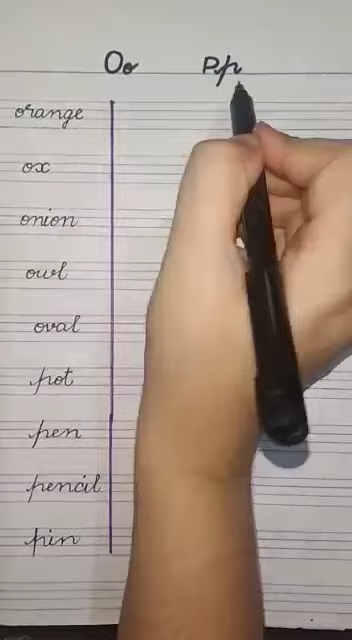 Oo Pp
orange
ox
onion
owl
oval
pot
pen
pencil
pin